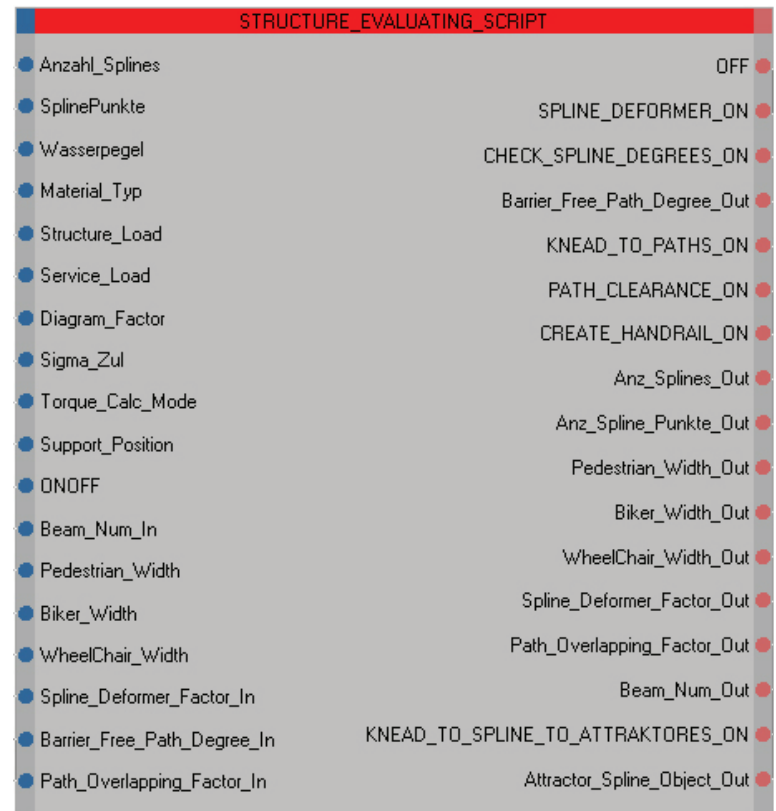 STRUCTURE_EVALUATING_SCRIPT
Anzahl_Splines
SplinePunkte
Wasserpegel
Material_Typ
Structure_Load
Service_Load
Diagram_Factor
Sigma_Zul
Torque_Calc_Mode
Support_Position
ONOFF
Beam_Num_In
Pedestrian_Width
Biker_Width
WheelChair_Width
Spline_Deformer_Factor_In
Barrier_Free_Path_Degree_In
Path_Overlapping_Factor_In
OFF
SPLINE_DEFORMER_ON
CHECK_SPLINE_DEGREES_ON
Barrier_Free_Path_Degree_Out
KNEAD_TO_PATHS_ON
PATH_CLEARANCE_ON
CREATE_HANDRAIL_ON
Anz_Splines_Out
Anz_Spline_Punkte_Out
Pedestrian_Width_Out
Biker_Width_Out
WheelChair_Width_Out
Spline_Deformer_Factor_Out
Path_Overlapping_Factor_Out
Beam_Num_Out
KNEAD_TO_SPLINE_TO_ATTRAKTORES_ON
Attractor_Spline_Object_Out